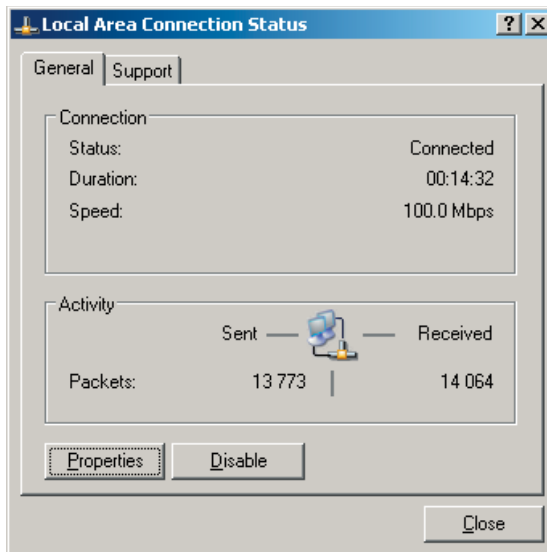 Local Area Connection Status
General Support
Connection
Status: Connected
Duration: 00:14:32
Speed: 100.0 Mbps
Activity
Sent Received
Packets: 13 773 14 064
Properties Disable
Close